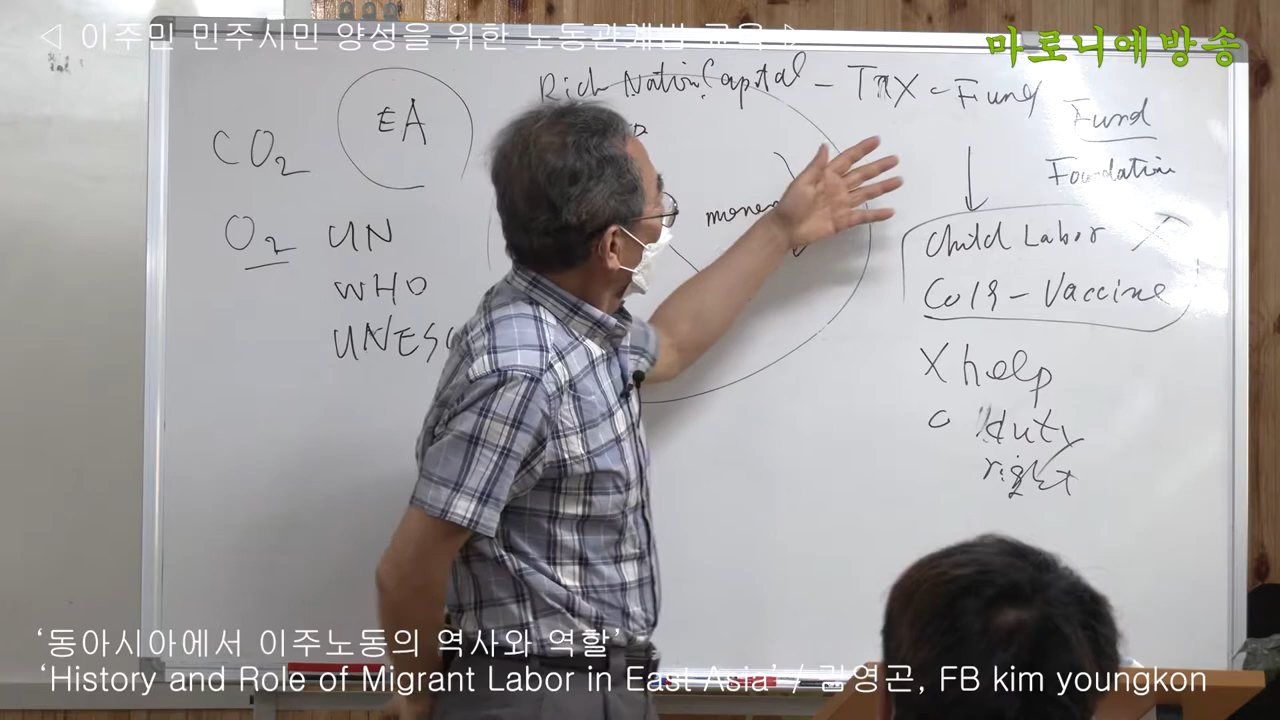 ◁ 이주민 민주시민 양성을 위한 노동관계법 교육 ▷
마로니에방송
Rich Nation Capital - TAX - Fund
Fund
Foundation
EA
CO2
O2
UN
WHO
UNESC
Child Labor X
Co19 - Vaccine
X help
O duty
right
‘동아시아에서 이주노동의 역사와 역할’
‘History and Role of Migrant Labor in East Asia’ / 김영곤, FB kim youngkon